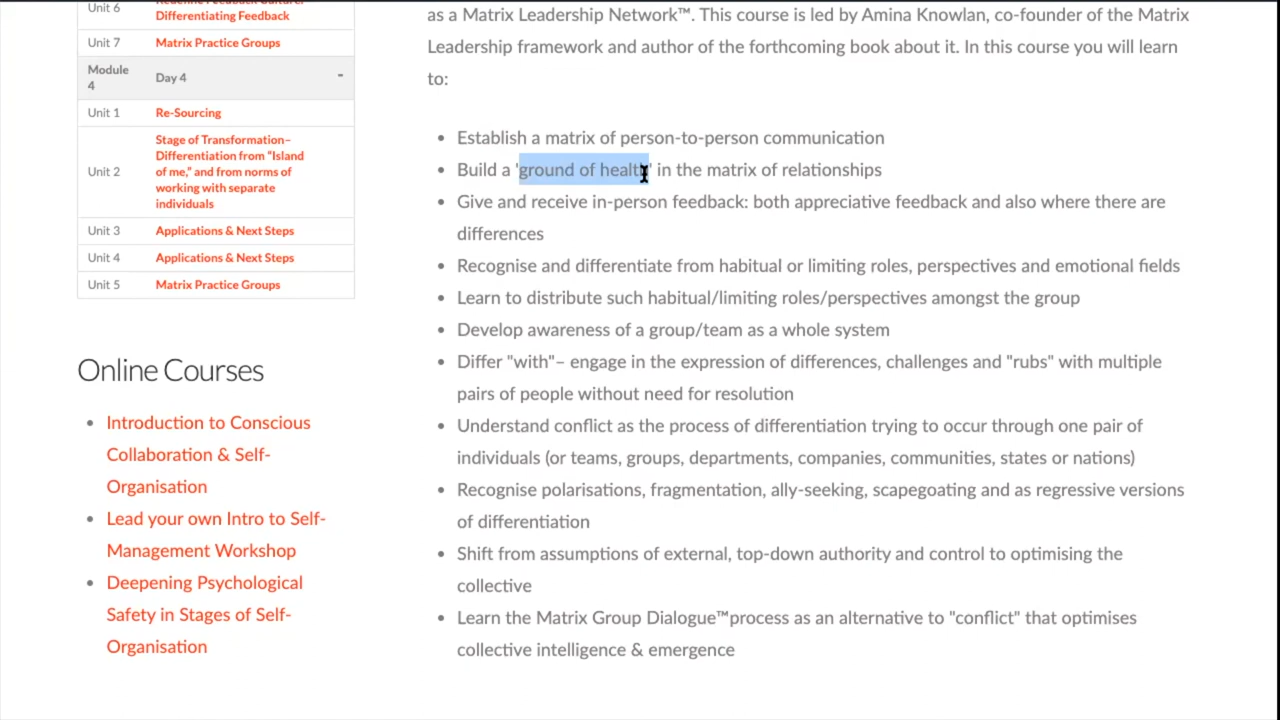 Unit 6
Redefine Feedback Culture:
Differentiating Feedback
Unit 7
Matrix Practice Groups
Module
4
Day 4
-
Unit 1
Re-Sourcing
Unit 2
Stage of Transformation–
Differentiation from “Island
of me,” and from norms of
working with separate
individuals
Unit 3
Applications & Next Steps
Unit 4
Applications & Next Steps
Unit 5
Matrix Practice Groups
Online Courses
• Introduction to Conscious
Collaboration & Self-
Organisation
• Lead your own Intro to Self-
Management Workshop
• Deepening Psychological
Safety in Stages of Self-
Organisation
as a Matrix Leadership Network™. This course is led by Amina Knowlan, co-founder of the Matrix
Leadership framework and author of the forthcoming book about it. In this course you will learn
to:
• Establish a matrix of person-to-person communication
• Build a 'ground of health' in the matrix of relationships
• Give and receive in-person feedback: both appreciative feedback and also where there are
differences
• Recognise and differentiate from habitual or limiting roles, perspectives and emotional fields
• Learn to distribute such habitual/limiting roles/perspectives amongst the group
• Develop awareness of a group/team as a whole system
• Differ "with"– engage in the expression of differences, challenges and "rubs" with multiple
pairs of people without need for resolution
• Understand conflict as the process of differentiation trying to occur through one pair of
individuals (or teams, groups, departments, companies, communities, states or nations)
• Recognise polarisations, fragmentation, ally-seeking, scapegoating and as regressive versions
of differentiation
• Shift from assumptions of external, top-down authority and control to optimising the
collective
• Learn the Matrix Group Dialogue™process as an alternative to "conflict" that optimises
collective intelligence & emergence